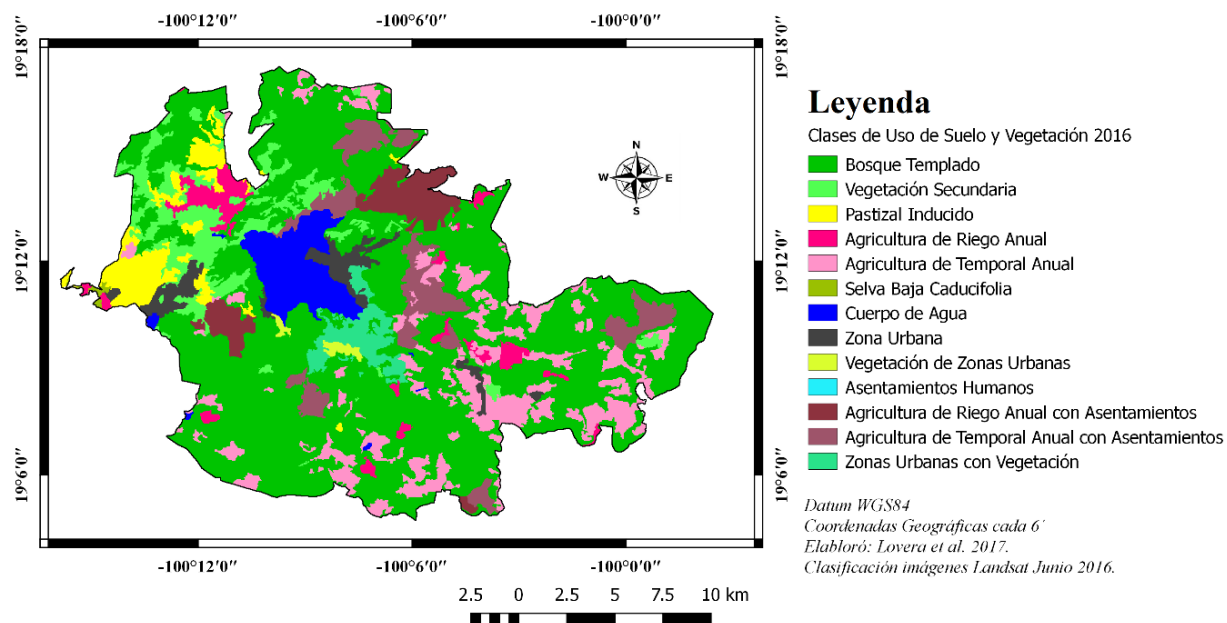 -100°12'0" -100°6'0" -100°0'0"
19°18'0" 19°18'0"
19°12'0" 19°12'0"
19°6'0" 19°6'0"
-100°12'0" -100°6'0" -100°0'0"
N
W E
S
2.5 0 2.5 5 7.5 10 km
Leyenda
Clases de Uso de Suelo y Vegetación 2016
Bosque Templado
Vegetación Secundaria
Pastizal Inducido
Agricultura de Riego Anual
Agricultura de Temporal Anual
Selva Baja Caducifolia
Cuerpo de Agua
Zona Urbana
Vegetación de Zonas Urbanas
Asentamientos Humanos
Agricultura de Riego Anual con Asentamientos
Agricultura de Temporal Anual con Asentamientos
Zonas Urbanas con Vegetación
Datum WGS84
Coordenadas Geográficas cada 6´
Elabloró: Lovera et al. 2017.
Clasificación imágenes Landsat Junio 2016.